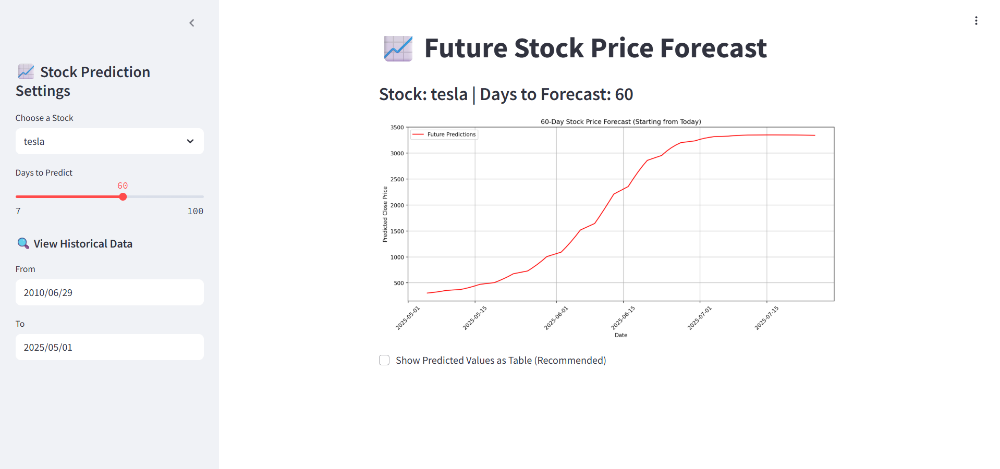 Stock Prediction
Settings
Choose a Stock
tesla
Days to Predict
60
7 100
View Historical Data
From
2010/06/29
To
2025/05/01
Future Stock Price Forecast
Stock: tesla | Days to Forecast: 60
60-Day Stock Price Forecast (Starting from Today)
Future Predictions
Predicted Close Price
3500
3000
2500
2000
1500
1000
500
2025-05-01 2025-05-15 2025-06-01 2025-06-15 2025-07-01 2025-07-15
Date
Show Predicted Values as Table (Recommended)